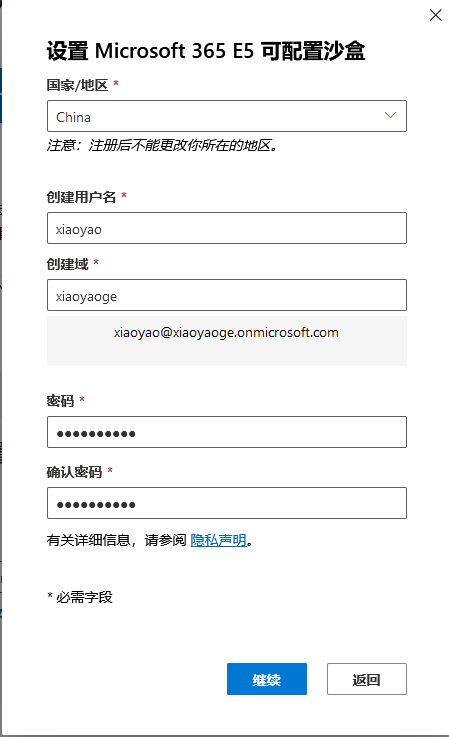 设置 Microsoft 365 E5 可配置沙盒
国家/地区 *
China
注意：注册后不能更改你所在的地区。
创建用户名 *
xiaoyao
创建域 *
xiaoyaoge
xiaoyao@xiaoyaoge.onmicrosoft.com
密码 *
●●●●●●●●●●
确认密码 *
●●●●●●●●●●
有关详细信息，请参阅 隐私声明。
* 必需字段
继续
返回